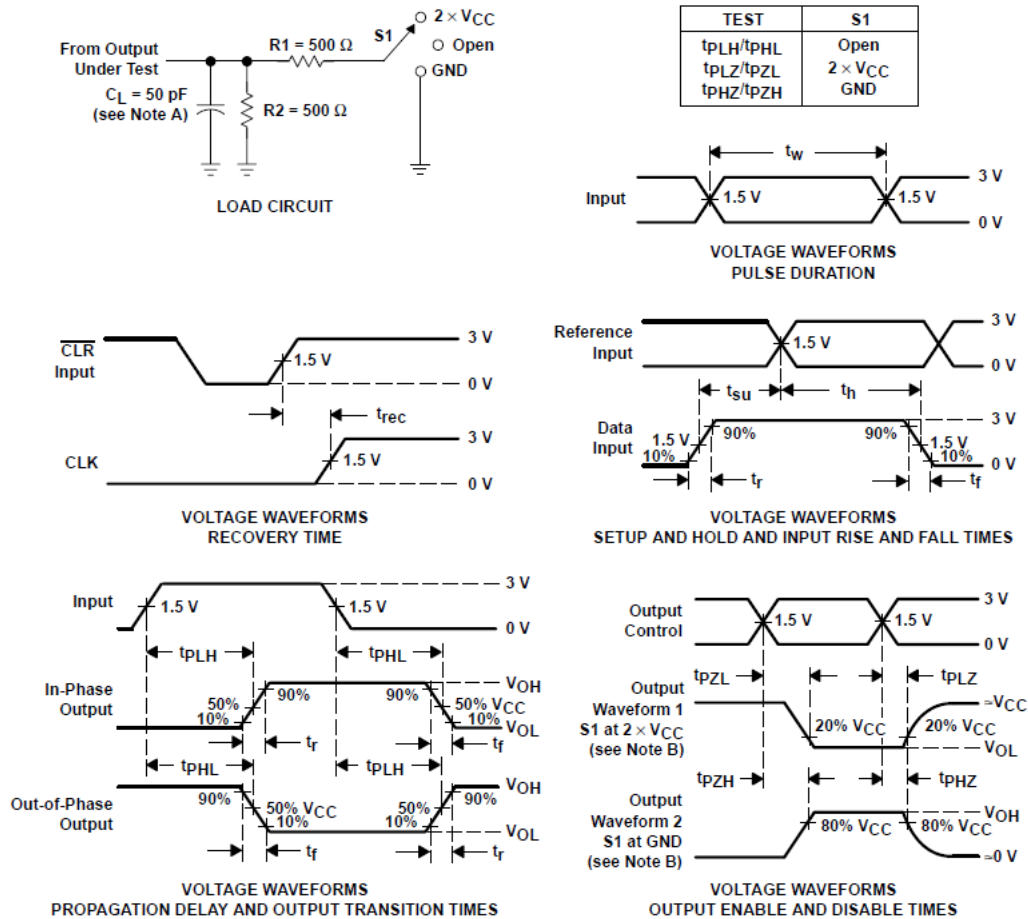 2 × VCC
From Output
Under Test
R1 = 500 Ω
S1
Open
GND
CL = 50 pF
(see Note A)
R2 = 500 Ω
LOAD CIRCUIT
TEST S1
tPLH/tPHL Open
tPLZ/tPZL 2 × VCC
tPHZ/tPZH GND
tw
Input
3 V
1.5 V 1.5 V
0 V
VOLTAGE WAVEFORMS
PULSE DURATION
CLR
Input
3 V
1.5 V
0 V
trec
CLK
3 V
1.5 V
0 V
VOLTAGE WAVEFORMS
RECOVERY TIME
Reference
Input
3 V
1.5 V
0 V
tsu th
Data
Input
3 V
90% 90%
1.5 V 1.5 V
10% 10%
0 V
tr tf
VOLTAGE WAVEFORMS
SETUP AND HOLD AND INPUT RISE AND FALL TIMES
Input
3 V
1.5 V 1.5 V
0 V
tPLH tPHL
In-Phase
Output
VOH
90% 90%
50% 50% VCC
10% 10%
VOL
tr tf
tPHL tPLH
Out-of-Phase
Output
VOH
90% 90%
50% VCC 50%
10% 10%
VOL
tf tr
VOLTAGE WAVEFORMS
PROPAGATION DELAY AND OUTPUT TRANSITION TIMES
Output
Control
3 V
1.5 V 1.5 V
0 V
tPZL tPLZ
Output
Waveform 1
S1 at 2 × VCC
(see Note B)
≈VCC
20% VCC 20% VCC
VOL
tPZH tPHZ
Output
Waveform 2
S1 at GND
(see Note B)
VOH
80% VCC 80% VCC
≈0 V
VOLTAGE WAVEFORMS
OUTPUT ENABLE AND DISABLE TIMES